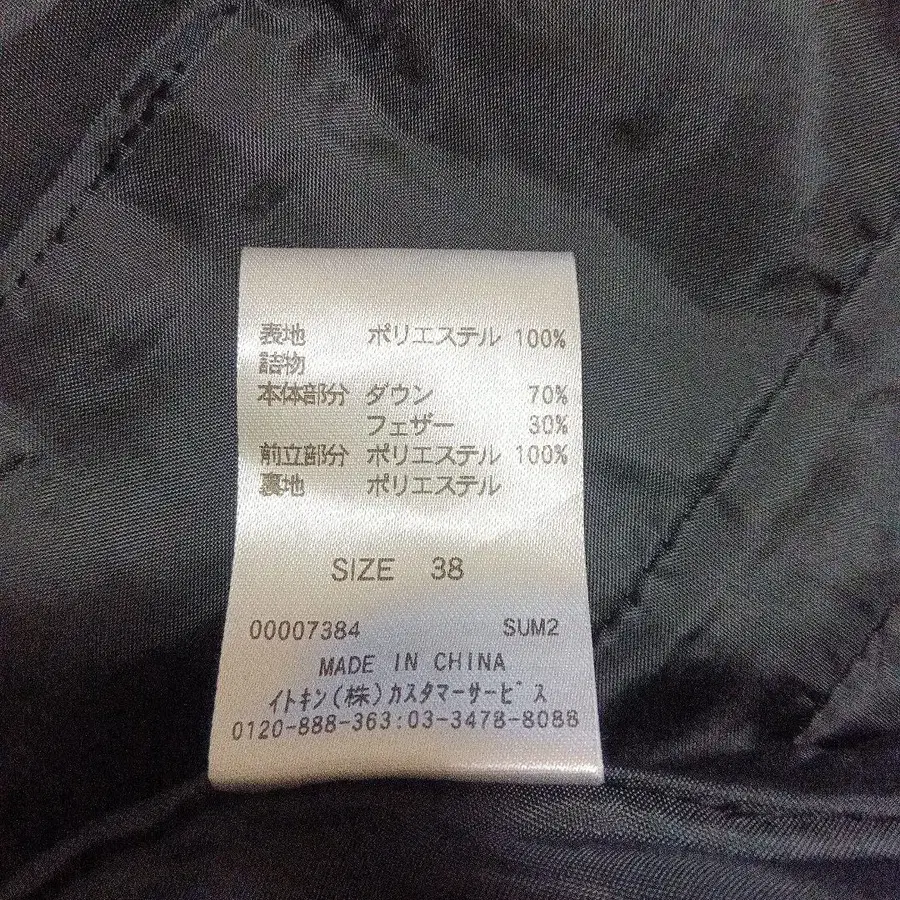 表地 ポリエステル 100%
詰物
本体部分 ダウン 70%
フェザー 30%
前立部分 ポリエステル 100%
裏地 ポリエステル
SIZE 38
00007384 SUM2
MADE IN CHINA
イトキン(株)カスタマーサービス
0120-888-363:03-3478-8088